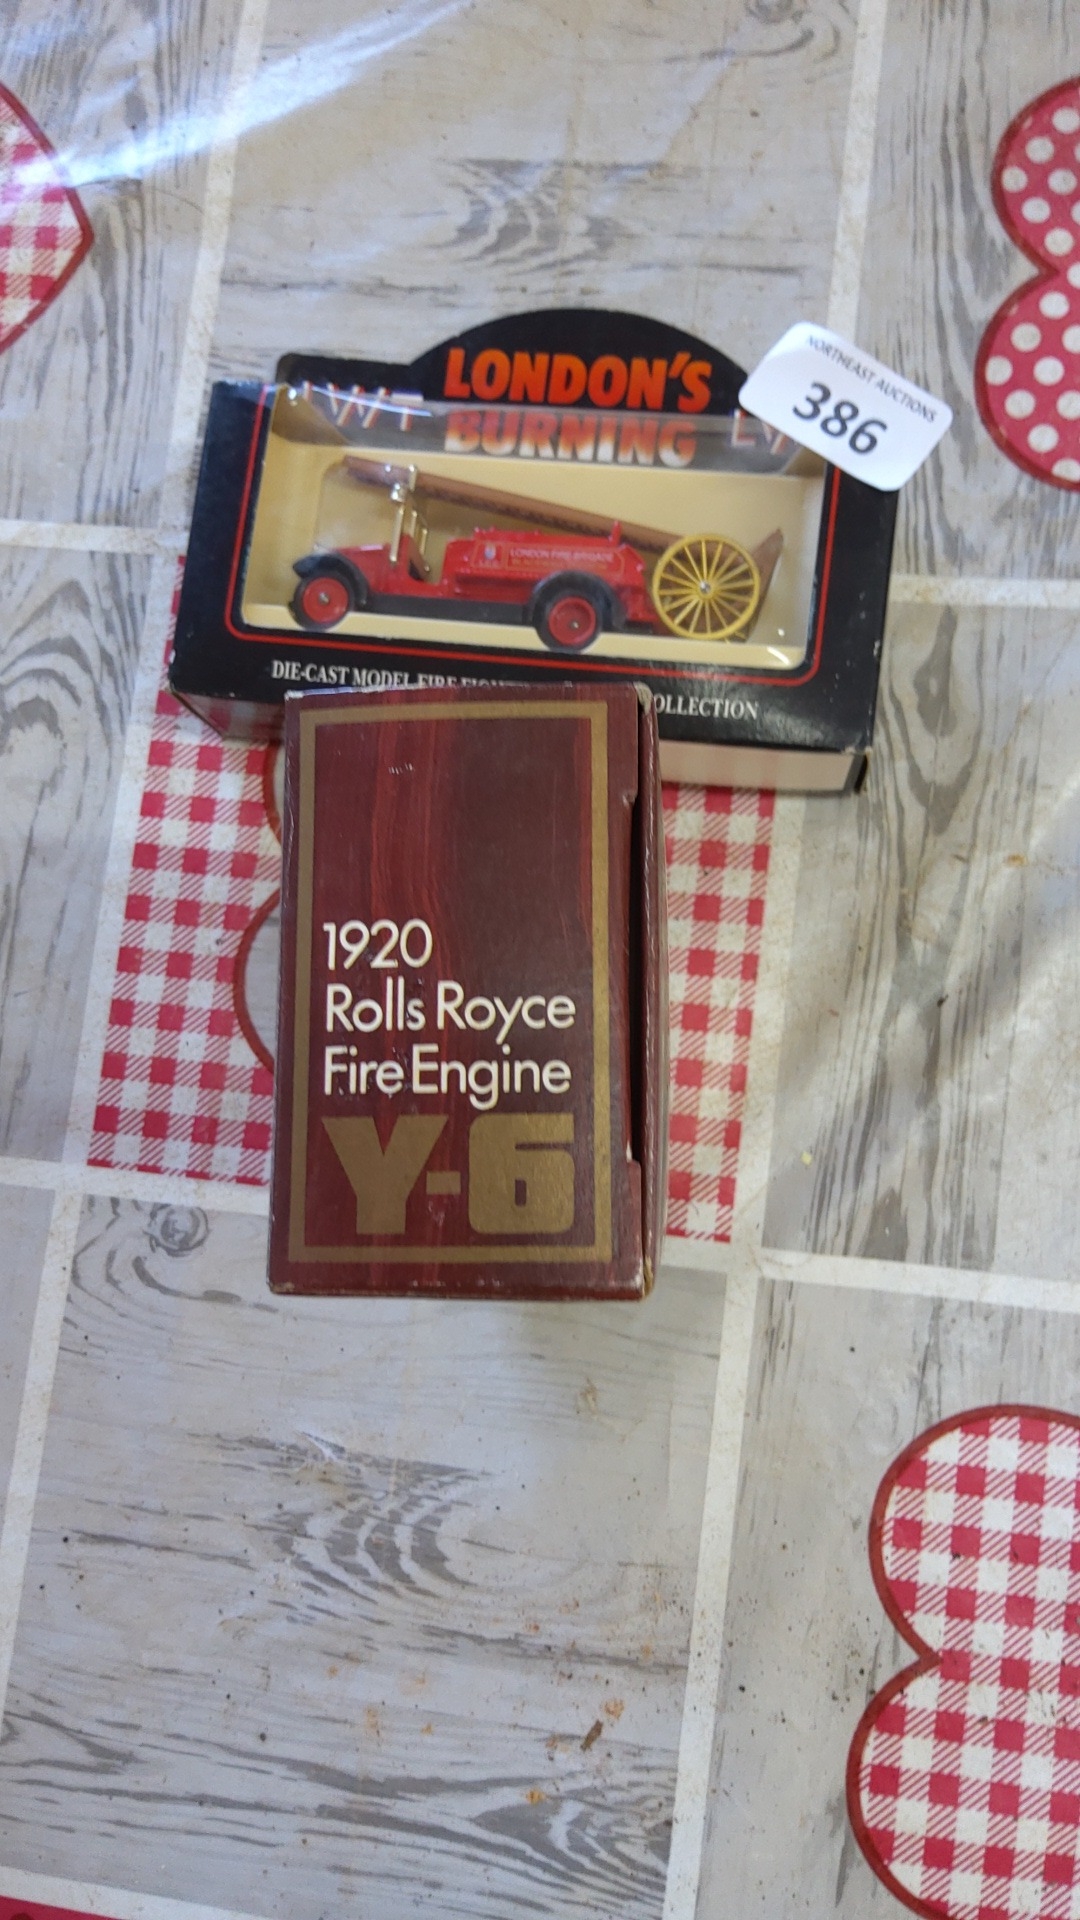 LONDON'S
BURNING
LWT
NORTHEAST AUCTIONS
386
LONDON FIRE BRIGADE
DIE-CAST MODEL FIRE
COLLECTION
1920
Rolls Royce
Fire Engine
Y-6